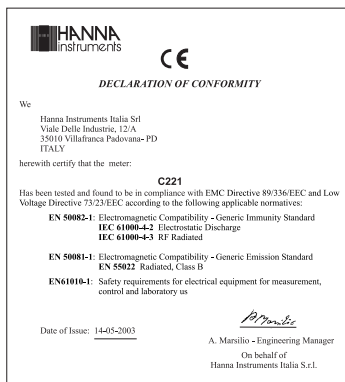 HANNA
instruments
CE
DECLARATION OF CONFORMITY
We
Hanna Instruments Italia Srl
Viale Delle Industrie, 12/A
35010 Villafranca Padovana- PD
ITALY
herewith certify that the meter:
C221
Has been tested and found to be in compliance with EMC Directive 89/336/EEC and Low
Voltage Directive 73/23/EEC according to the following applicable normatives:
EN 50082-1: Electromagnetic Compatibility - Generic Immunity Standard
IEC 61000-4-2 Electrostatic Discharge
IEC 61000-4-3 RF Radiated
EN 50081-1: Electromagnetic Compatibility - Generic Emission Standard
EN 55022 Radiated, Class B
EN61010-1: Safety requirements for electrical equipment for measurement,
control and laboratory us
Date of Issue: 14-05-2003
AMarsilio
A. Marsilio - Engineering Manager
On behalf of
Hanna Instruments Italia S.r.l.